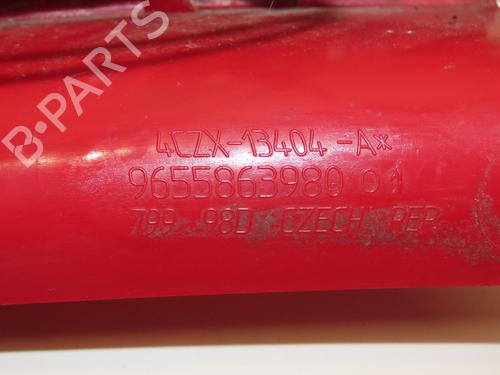 B-PARTS
4CZX-13404-A*
9655863980 01
799 98D CZECH REP